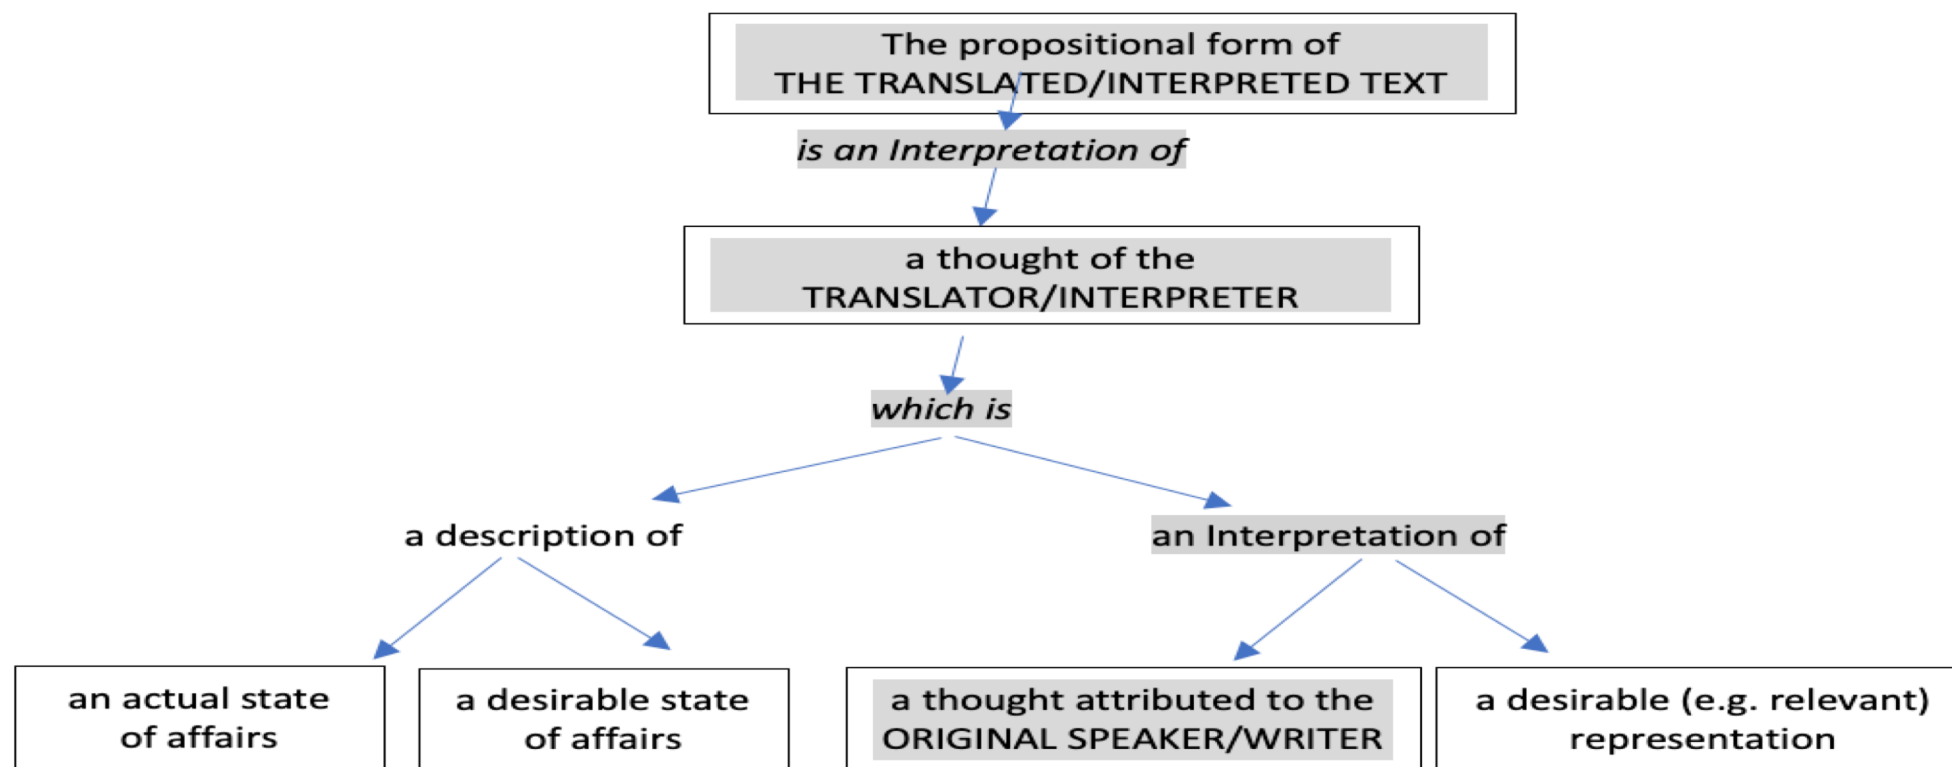 The propositional form of
THE TRANSLATED/INTERPRETED TEXT
is an Interpretation of
a thought of the
TRANSLATOR/INTERPRETER
which is
a description of
an Interpretation of
an actual state
of affairs
a desirable state
of affairs
a thought attributed to the
ORIGINAL SPEAKER/WRITER
a desirable (e.g. relevant)
representation